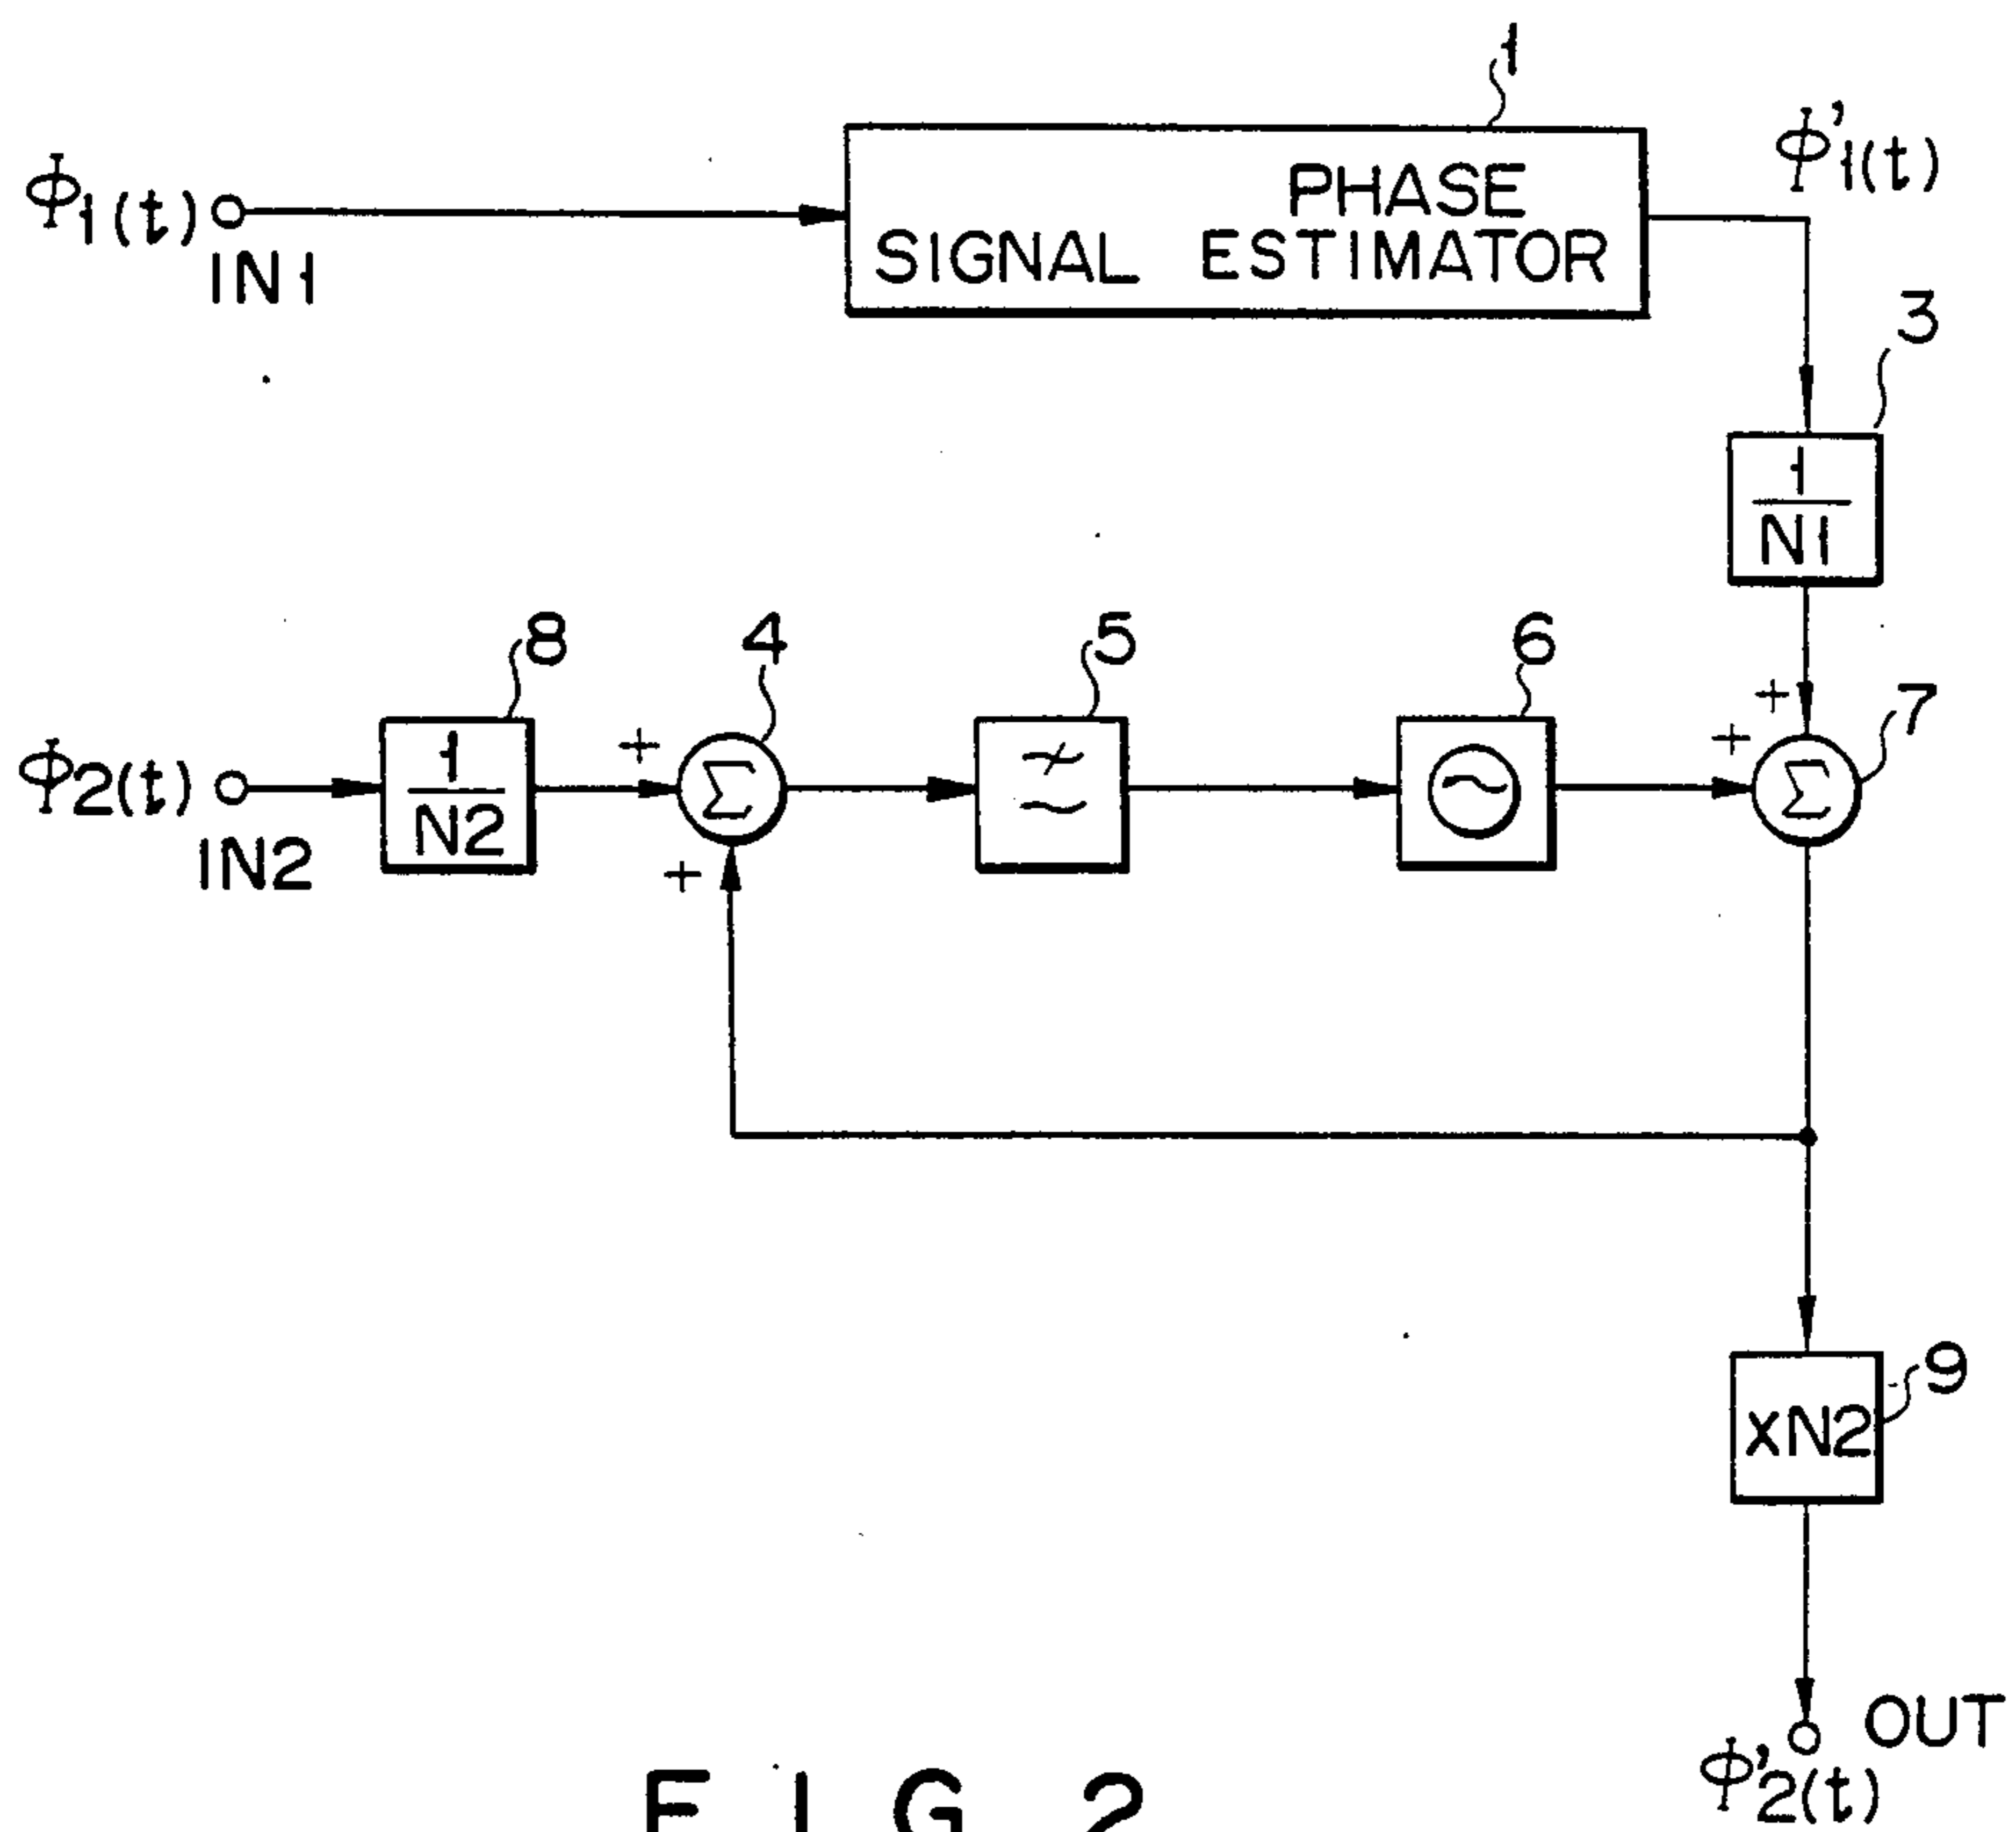 1
Φ1(t)
IN1
PHASE
SIGNAL ESTIMATOR
Φ'1(t)
3
1
N1
8
4
5
6
7
Φ2(t)
IN2
1
N2
+
Σ
+
≁
≈
~
+
+
Σ
9
XN2
OUT
Φ'2(t)
FIG 2